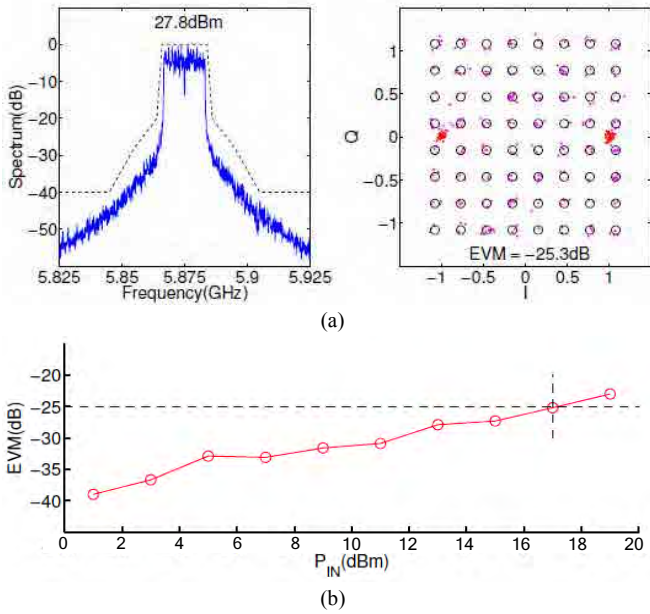 27.8dBm
0
−10
−20
−30
−40
−50
Spectrum(dB)
5.825 5.85 5.875 5.9 5.925
Frequency(GHz)
1
0.5
0
−0.5
−1
Q
EVM = −25.3dB
−1 −0.5 0 0.5 1
I
(a)
−20
−25
−30
−35
−40
EVM(dB)
0 2 4 6 8 10 12 14 16 18 20
P_IN(dBm)
(b)